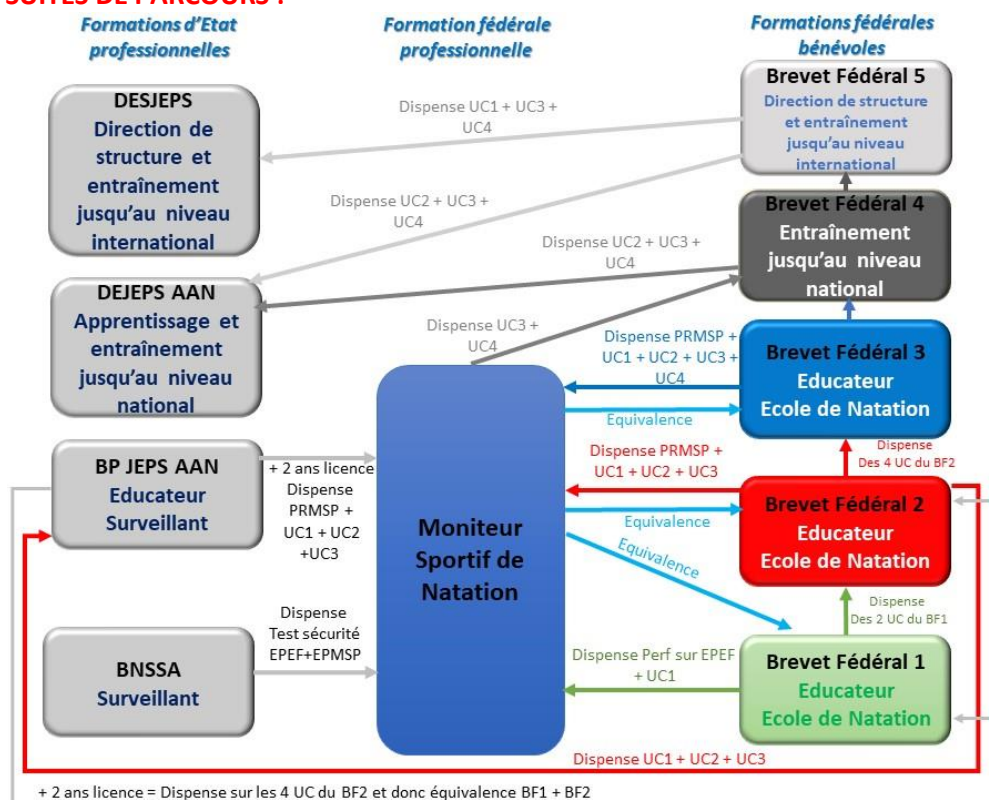 SUITES DE PARCOURS :
Formations d'Etat
professionnelles
Formation fédérale
professionnelle
Formations fédérales
bénévoles
DESJEPS
Direction de
structure et
entraînement
jusqu'au niveau
international
Dispense UC1 + UC3 +
UC4
Brevet Fédéral 5
Direction de structure
et entraînement
jusqu'au niveau
international
Dispense UC2 + UC3 +
UC4
Brevet Fédéral 4
Entraînement
jusqu'au niveau
national
Dispense UC2 + UC3 +
UC4
DEJEPS AAN
Apprentissage et
entraînement
jusqu'au niveau
national
Dispense UC3 +
UC4
Dispense PRMSP +
UC1 + UC2 + UC3 +
UC4
Equivalence
Brevet Fédéral 3
Educateur
Ecole de Natation
BP JEPS AAN
Educateur
Surveillant
+ 2 ans licence
Dispense
PRMSP +
UC1 + UC2
+UC3
Moniteur
Sportif de
Natation
Dispense PRMSP +
UC1 + UC2 + UC3
Equivalence
Equivalence
Dispense
Des 4 UC du BF2
Brevet Fédéral 2
Educateur
Ecole de Natation
Dispense
Des 2 UC du BF1
BNSSA
Surveillant
Dispense
Test sécurité
EPEF+EPMSP
Dispense Perf sur EPEF
+ UC1
Brevet Fédéral 1
Educateur
Ecole de Natation
Dispense UC1 + UC2 + UC3
+ 2 ans licence = Dispense sur les 4 UC du BF2 et donc équivalence BF1 + BF2